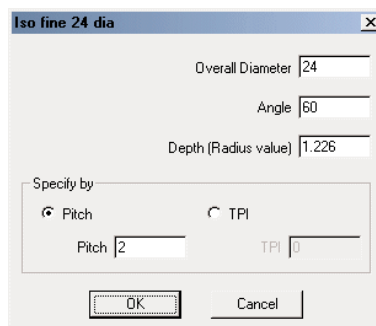 Iso fine 24 dia
Overall Diameter 24
Angle 60
Depth (Radius value) 1.226
Specify by
Pitch TPI
Pitch 2 TPI 0
OK Cancel